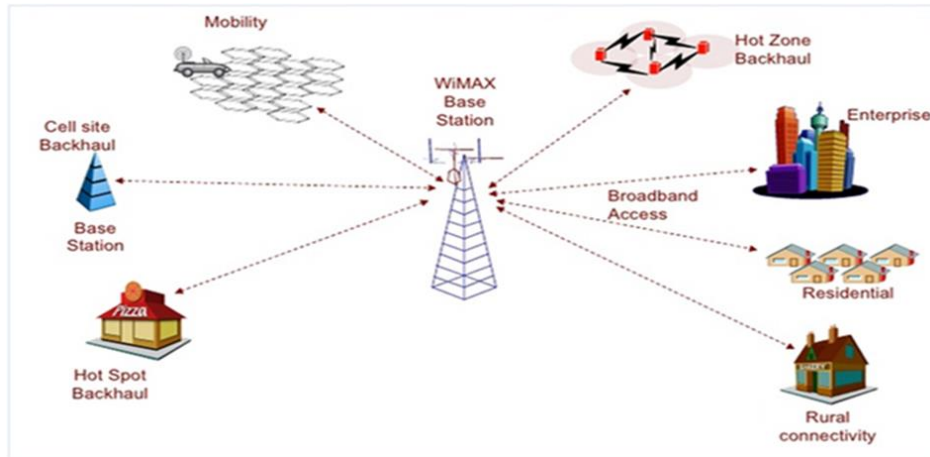 Mobility
Hot Zone
Backhaul
WiMAX
Base
Station
Enterprise
Cell site
Backhaul
Broadband
Access
Base
Station
Residential
Pizza
Hot Spot
Backhaul
BAKERY
Rural
connectivity